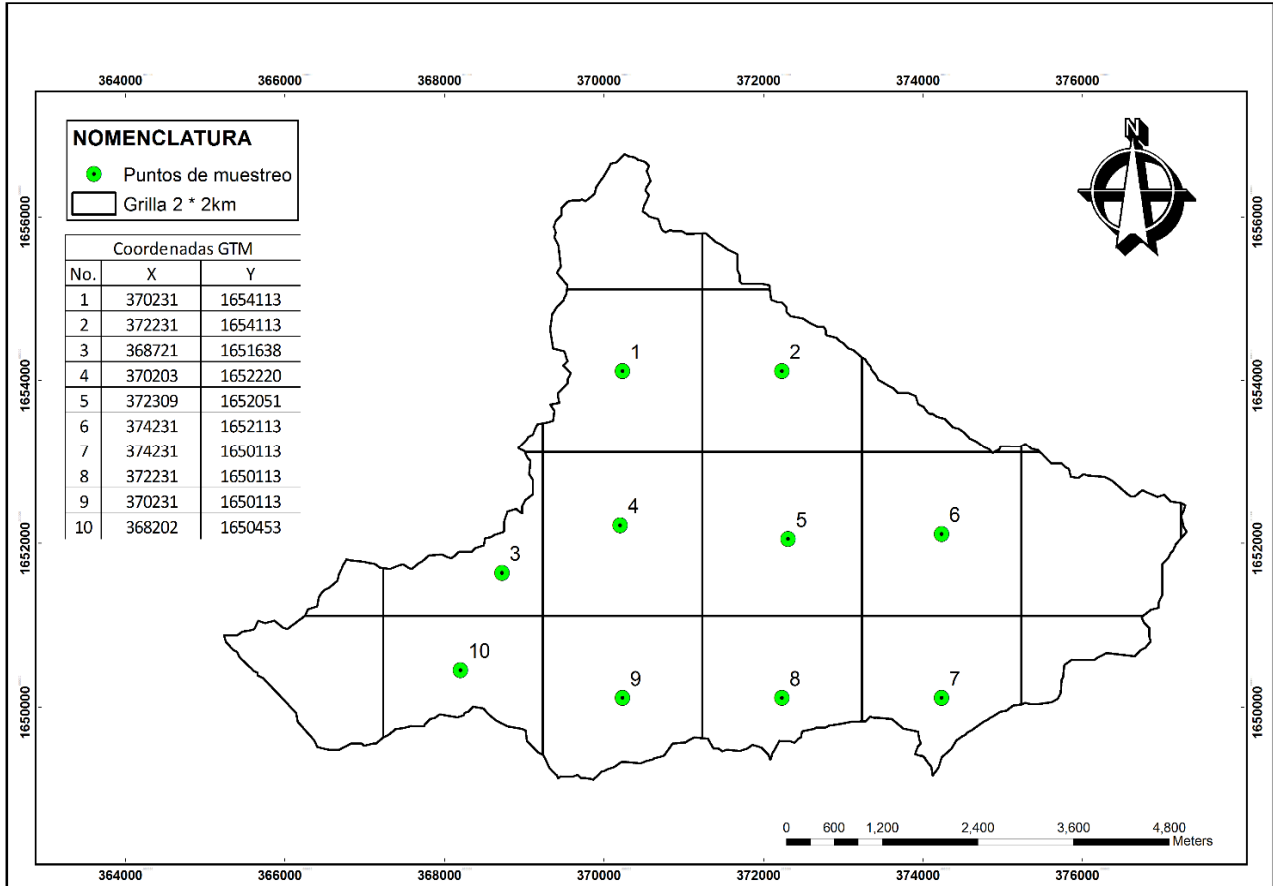 364000 366000 368000 370000 372000 374000 376000
N
NOMENCLATURA
Puntos de muestreo
Grilla 2 * 2km
Coordenadas GTM
No. X Y
1 370231 1654113
2 372231 1654113
3 368721 1651638
4 370203 1652220
5 372309 1652051
6 374231 1652113
7 374231 1650113
8 372231 1650113
9 370231 1650113
10 368202 1650453
1656000
1654000
1652000
1650000
1656000
1654000
1652000
1650000
1
2
3
4
5
6
7
8
9
10
0 600 1,200 2,400 3,600 4,800
Meters
364000 366000 368000 370000 372000 374000 376000